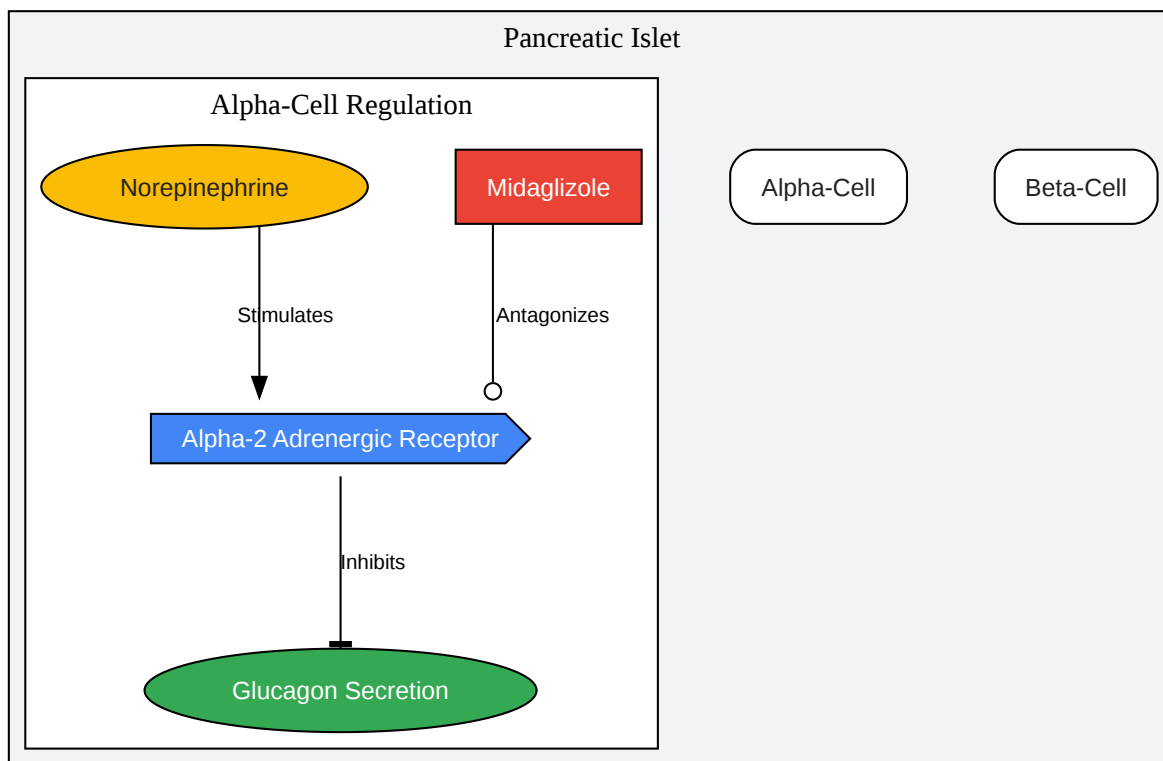 Pancreatic Islet
Alpha-Cell Regulation
Norepinephrine
Midaglizole
Alpha-Cell
Beta-Cell
Stimulates
Antagonizes
Alpha-2 Adrenergic Receptor
Inhibits
Glucagon Secretion